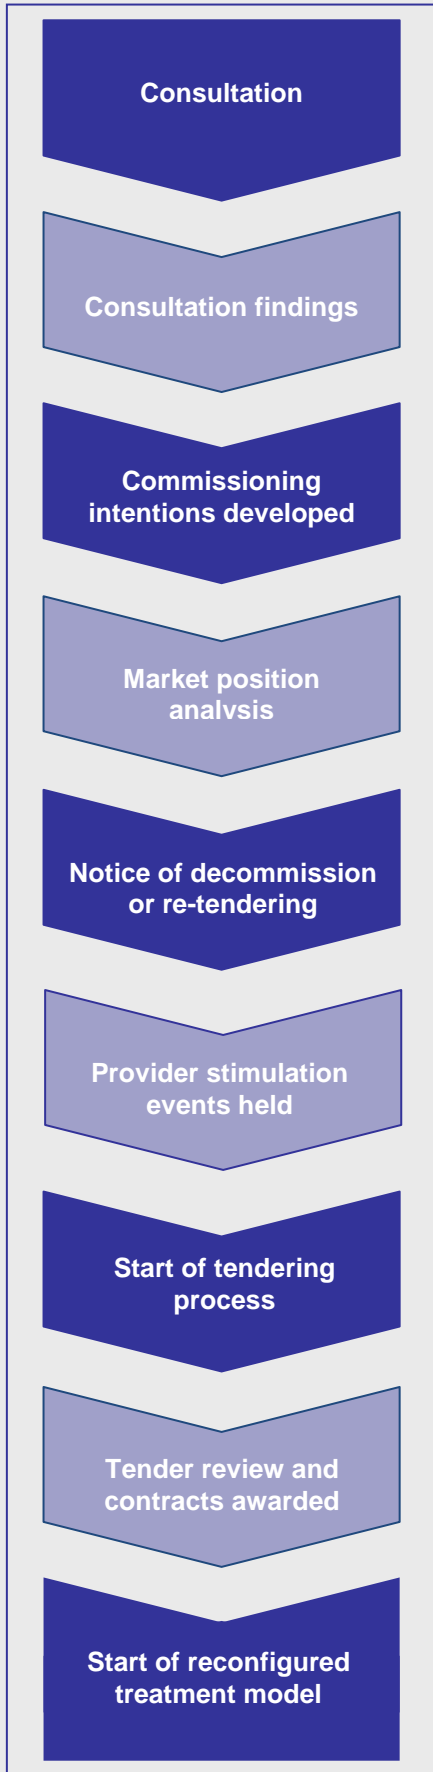 Consultation
Consultation findings
Commissioning
intentions developed
Market position
analysis
Notice of decommission
or re-tendering
Provider stimulation
events held
Start of tendering
process
Tender review and
contracts awarded
Start of reconfigured
treatment model